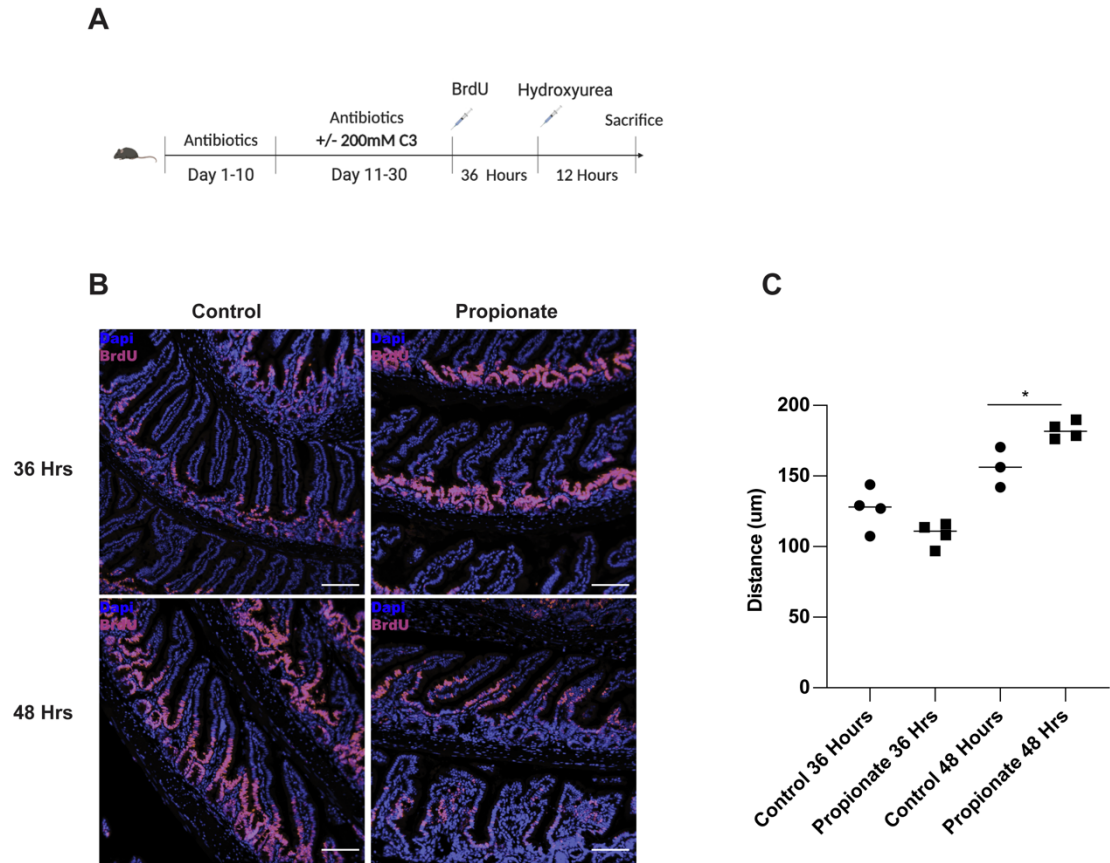 A
BrdU
Hydroxyurea
Antibiotics
Sacrifice
Antibiotics
+/- 200mM C3
Day 1-10
Day 11-30
36 Hours
12 Hours
B
C
Control
Propionate
Dapi
BrdU
Dapi
BrdU
36 Hrs
Dapi
BrdU
Dapi
BrdU
48 Hrs
*
200
150
100
50
0
Distance (um)
Control 36 Hours
Propionate 36 Hrs
Control 48 Hours
Propionate 48 Hrs